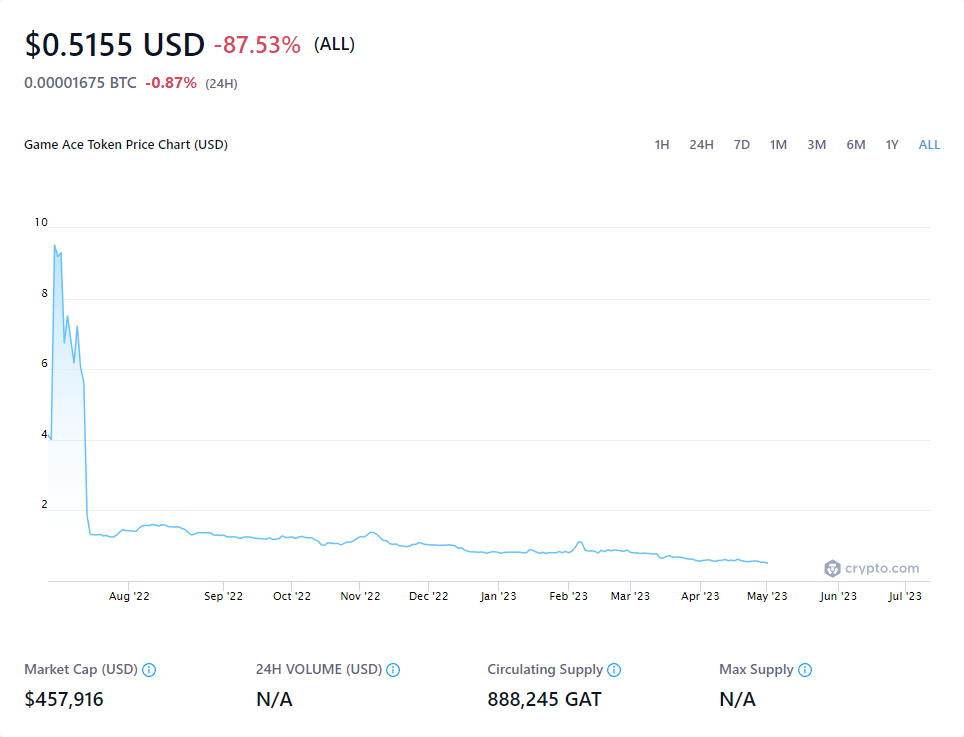 $0.5155 USD -87.53% (ALL)
0.00001675 BTC -0.87% (24H)
Game Ace Token Price Chart (USD) 1H 24H 7D 1M 3M 6M 1Y ALL
10
8
6
4
2
crypto.com
Aug '22 Sep '22 Oct '22 Nov '22 Dec '22 Jan '23 Feb '23 Mar '23 Apr '23 May '23 Jun '23 Jul '23
Market Cap (USD) 24H VOLUME (USD) Circulating Supply Max Supply
$457,916 N/A 888,245 GAT N/A